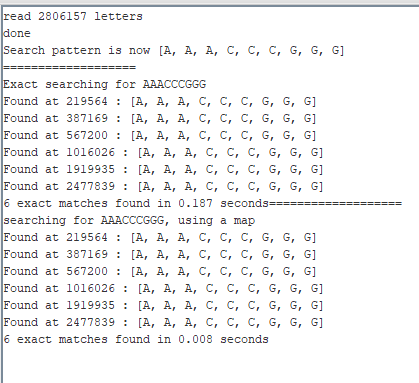 read 2806157 letters
done
Search pattern is now [A, A, A, C, C, C, G, G, G]
===================
Exact searching for AAACCCGGG
Found at 219564 : [A, A, A, C, C, C, G, G, G]
Found at 387169 : [A, A, A, C, C, C, G, G, G]
Found at 567200 : [A, A, A, C, C, C, G, G, G]
Found at 1016026 : [A, A, A, C, C, C, G, G, G]
Found at 1919935 : [A, A, A, C, C, C, G, G, G]
Found at 2477839 : [A, A, A, C, C, C, G, G, G]
6 exact matches found in 0.187 seconds===================
searching for AAACCCGGG, using a map
Found at 219564 : [A, A, A, C, C, C, G, G, G]
Found at 387169 : [A, A, A, C, C, C, G, G, G]
Found at 567200 : [A, A, A, C, C, C, G, G, G]
Found at 1016026 : [A, A, A, C, C, C, G, G, G]
Found at 1919935 : [A, A, A, C, C, C, G, G, G]
Found at 2477839 : [A, A, A, C, C, C, G, G, G]
6 exact matches found in 0.008 seconds